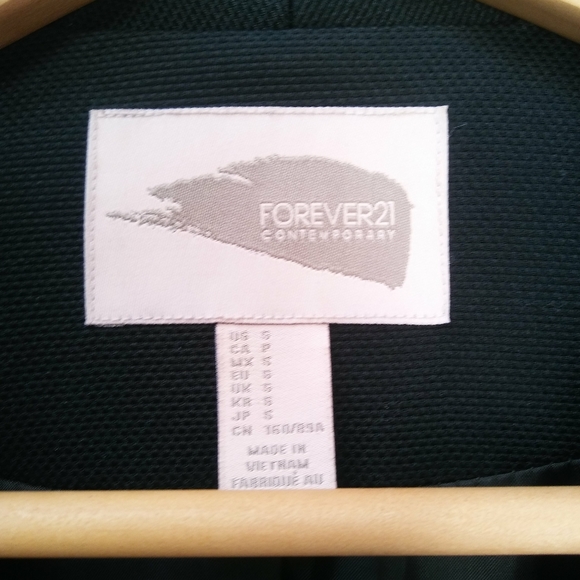 FOREVER21
CONTEMPORARY
US S
CA P
MX S
EU S
UK S
KR S
JP S
CN 160/89A
MADE IN
VIETNAM
FABRIQUÉ AU